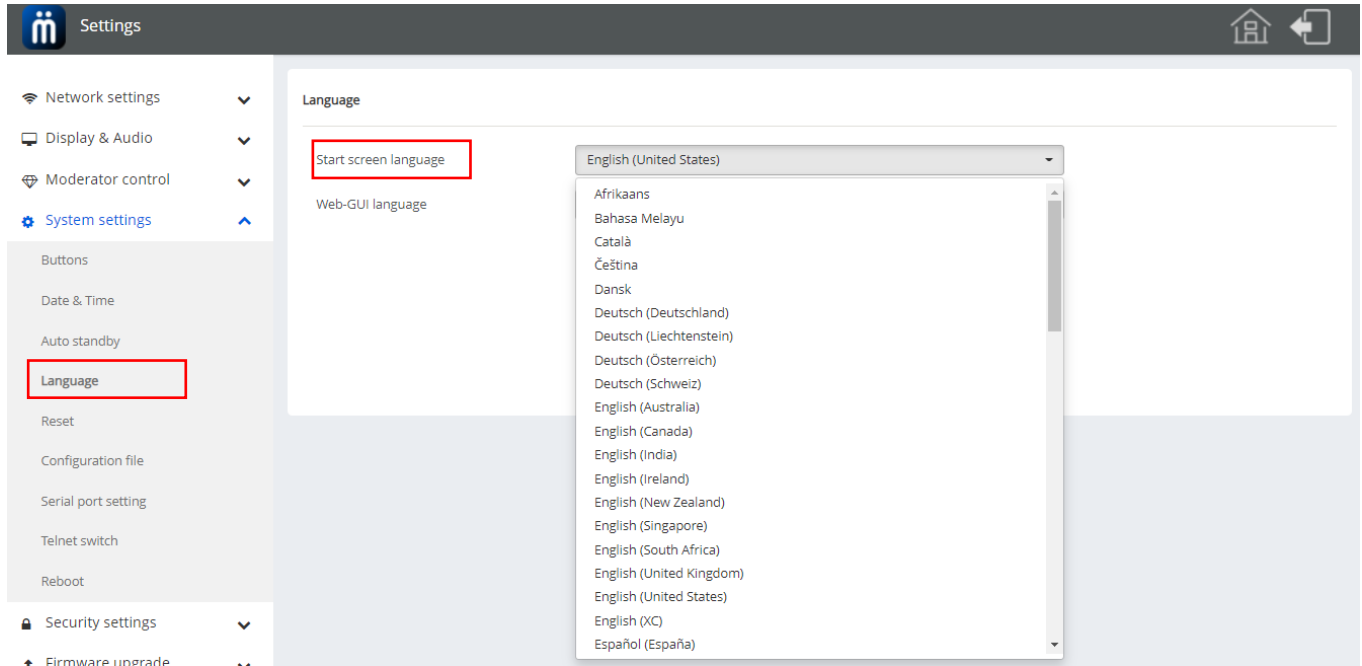 Settings
Network settings
Display & Audio
Moderator control
System settings
Buttons
Date & Time
Auto standby
Language
Reset
Configuration file
Serial port setting
Telnet switch
Reboot
Security settings
Firmware upgrade
Language
Start screen language
English (United States)
Web-GUI language
Afrikaans
Bahasa Melayu
Català
Čeština
Dansk
Deutsch (Deutschland)
Deutsch (Liechtenstein)
Deutsch (Österreich)
Deutsch (Schweiz)
English (Australia)
English (Canada)
English (India)
English (Ireland)
English (New Zealand)
English (Singapore)
English (South Africa)
English (United Kingdom)
English (United States)
English (XC)
Español (España)